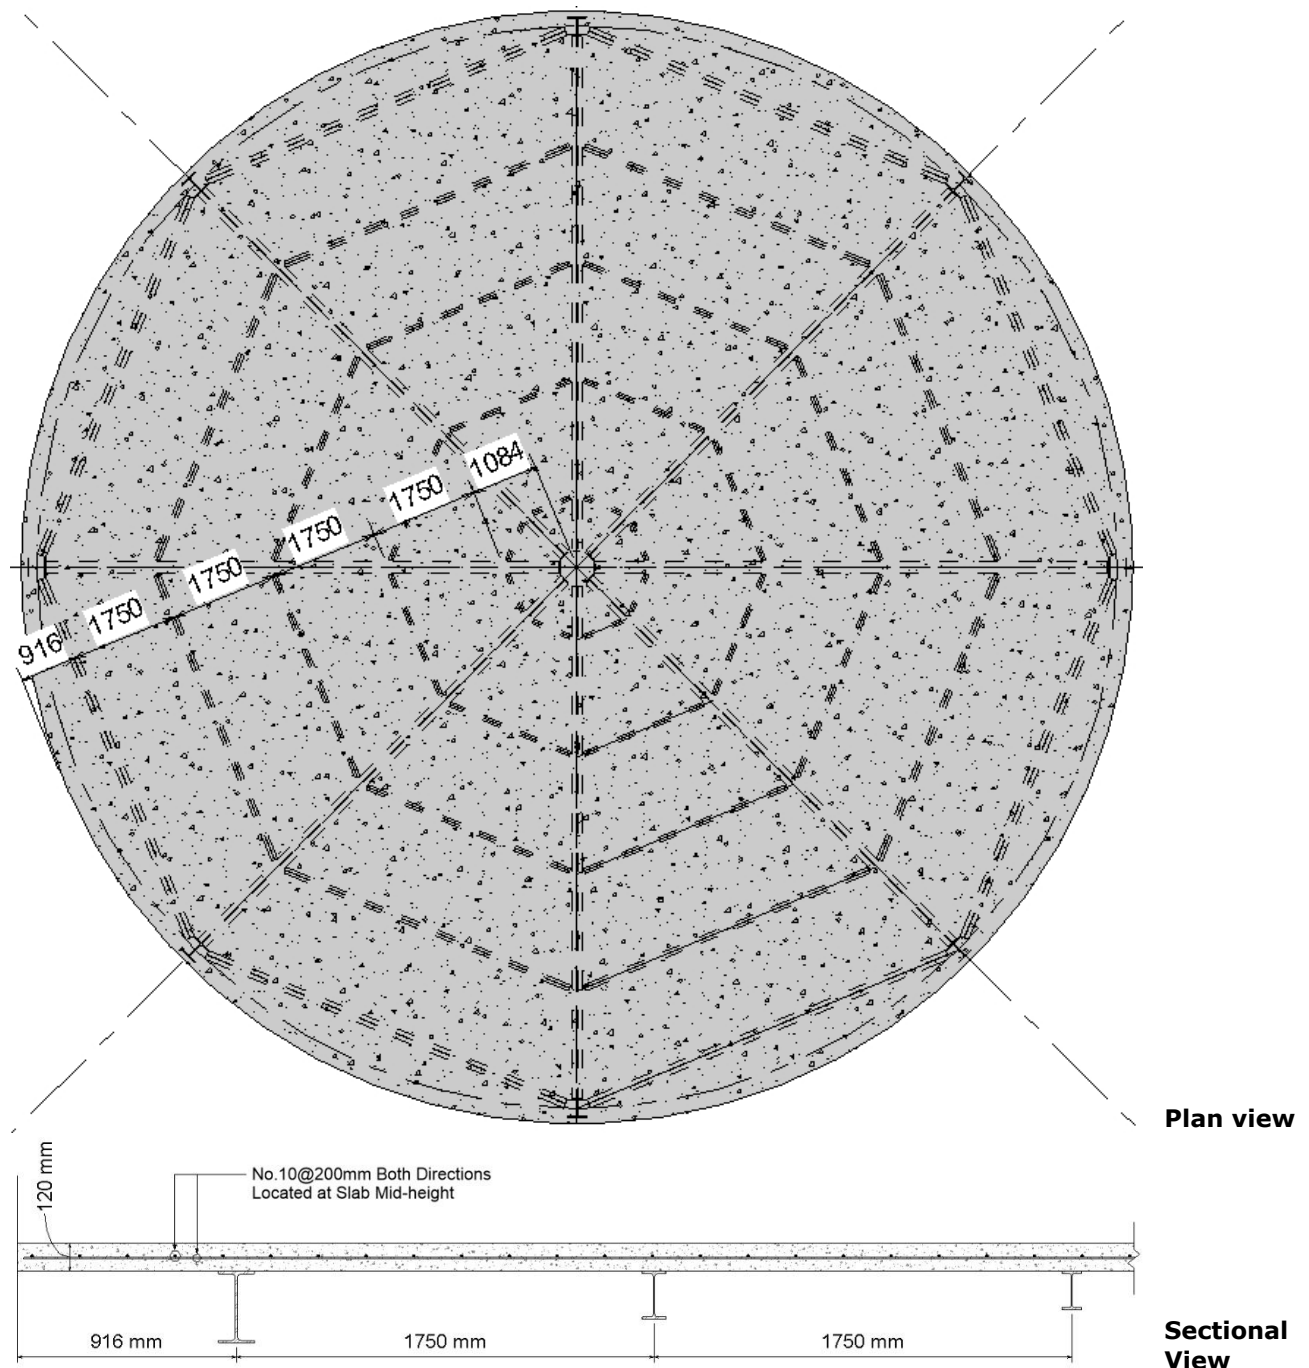 1084
1750
1750
1750
1750
916
Plan view
120 mm
No.10@200mm Both Directions
Located at Slab Mid-height
916 mm
1750 mm
1750 mm
Sectional
View